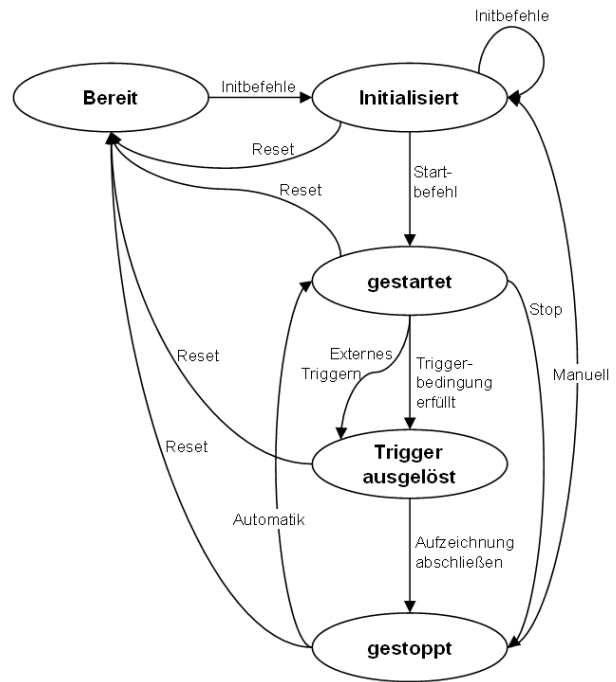 Initbefehle
Bereit
Initbefehle
Initialisiert
Reset
Start-
befehl
Reset
gestartet
Stop
Externes
Triggern
Trigger-
bedingung
erfüllt
Reset
Manuell
Trigger
ausgelöst
Reset
Automatik
Aufzeichnung
abschließen
gestoppt